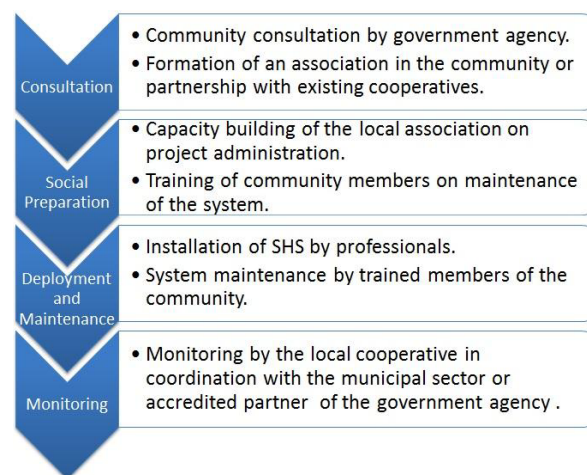 Consultation
• Community consultation by government agency.
• Formation of an association in the community or
partnership with existing cooperatives.
Social
Preparation
• Capacity building of the local association on
project administration.
• Training of community members on maintenance
of the system.
Deployment
and
Maintenance
• Installation of SHS by professionals.
• System maintenance by trained members of the
community.
Monitoring
• Monitoring by the local cooperative in
coordination with the municipal sector or
accredited partner of the government agency .